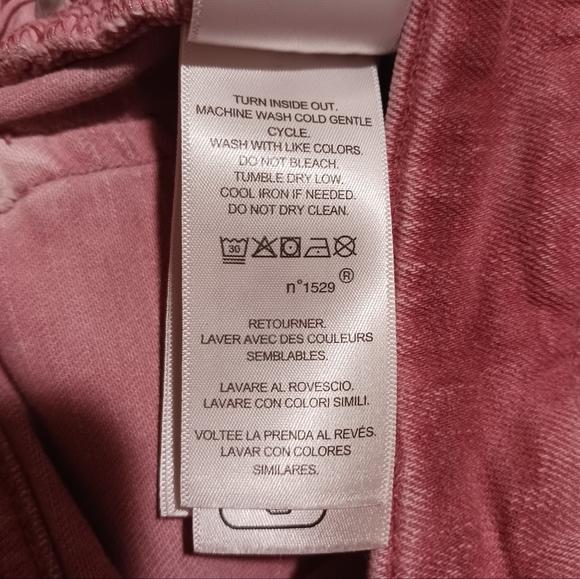 TURN INSIDE OUT.
MACHINE WASH COLD GENTLE
CYCLE.
WASH WITH LIKE COLORS.
DO NOT BLEACH.
TUMBLE DRY LOW.
COOL IRON IF NEEDED.
DO NOT DRY CLEAN.
30
n°1529 ®
RETOURNER.
LAVER AVEC DES COULEURS
SEMBLABLES.
LAVARE AL ROVESCIO.
LAVARE CON COLORI SIMILI.
VOLTEE LA PRENDA AL REVÉS.
LAVAR CON COLORES
SIMILARES.